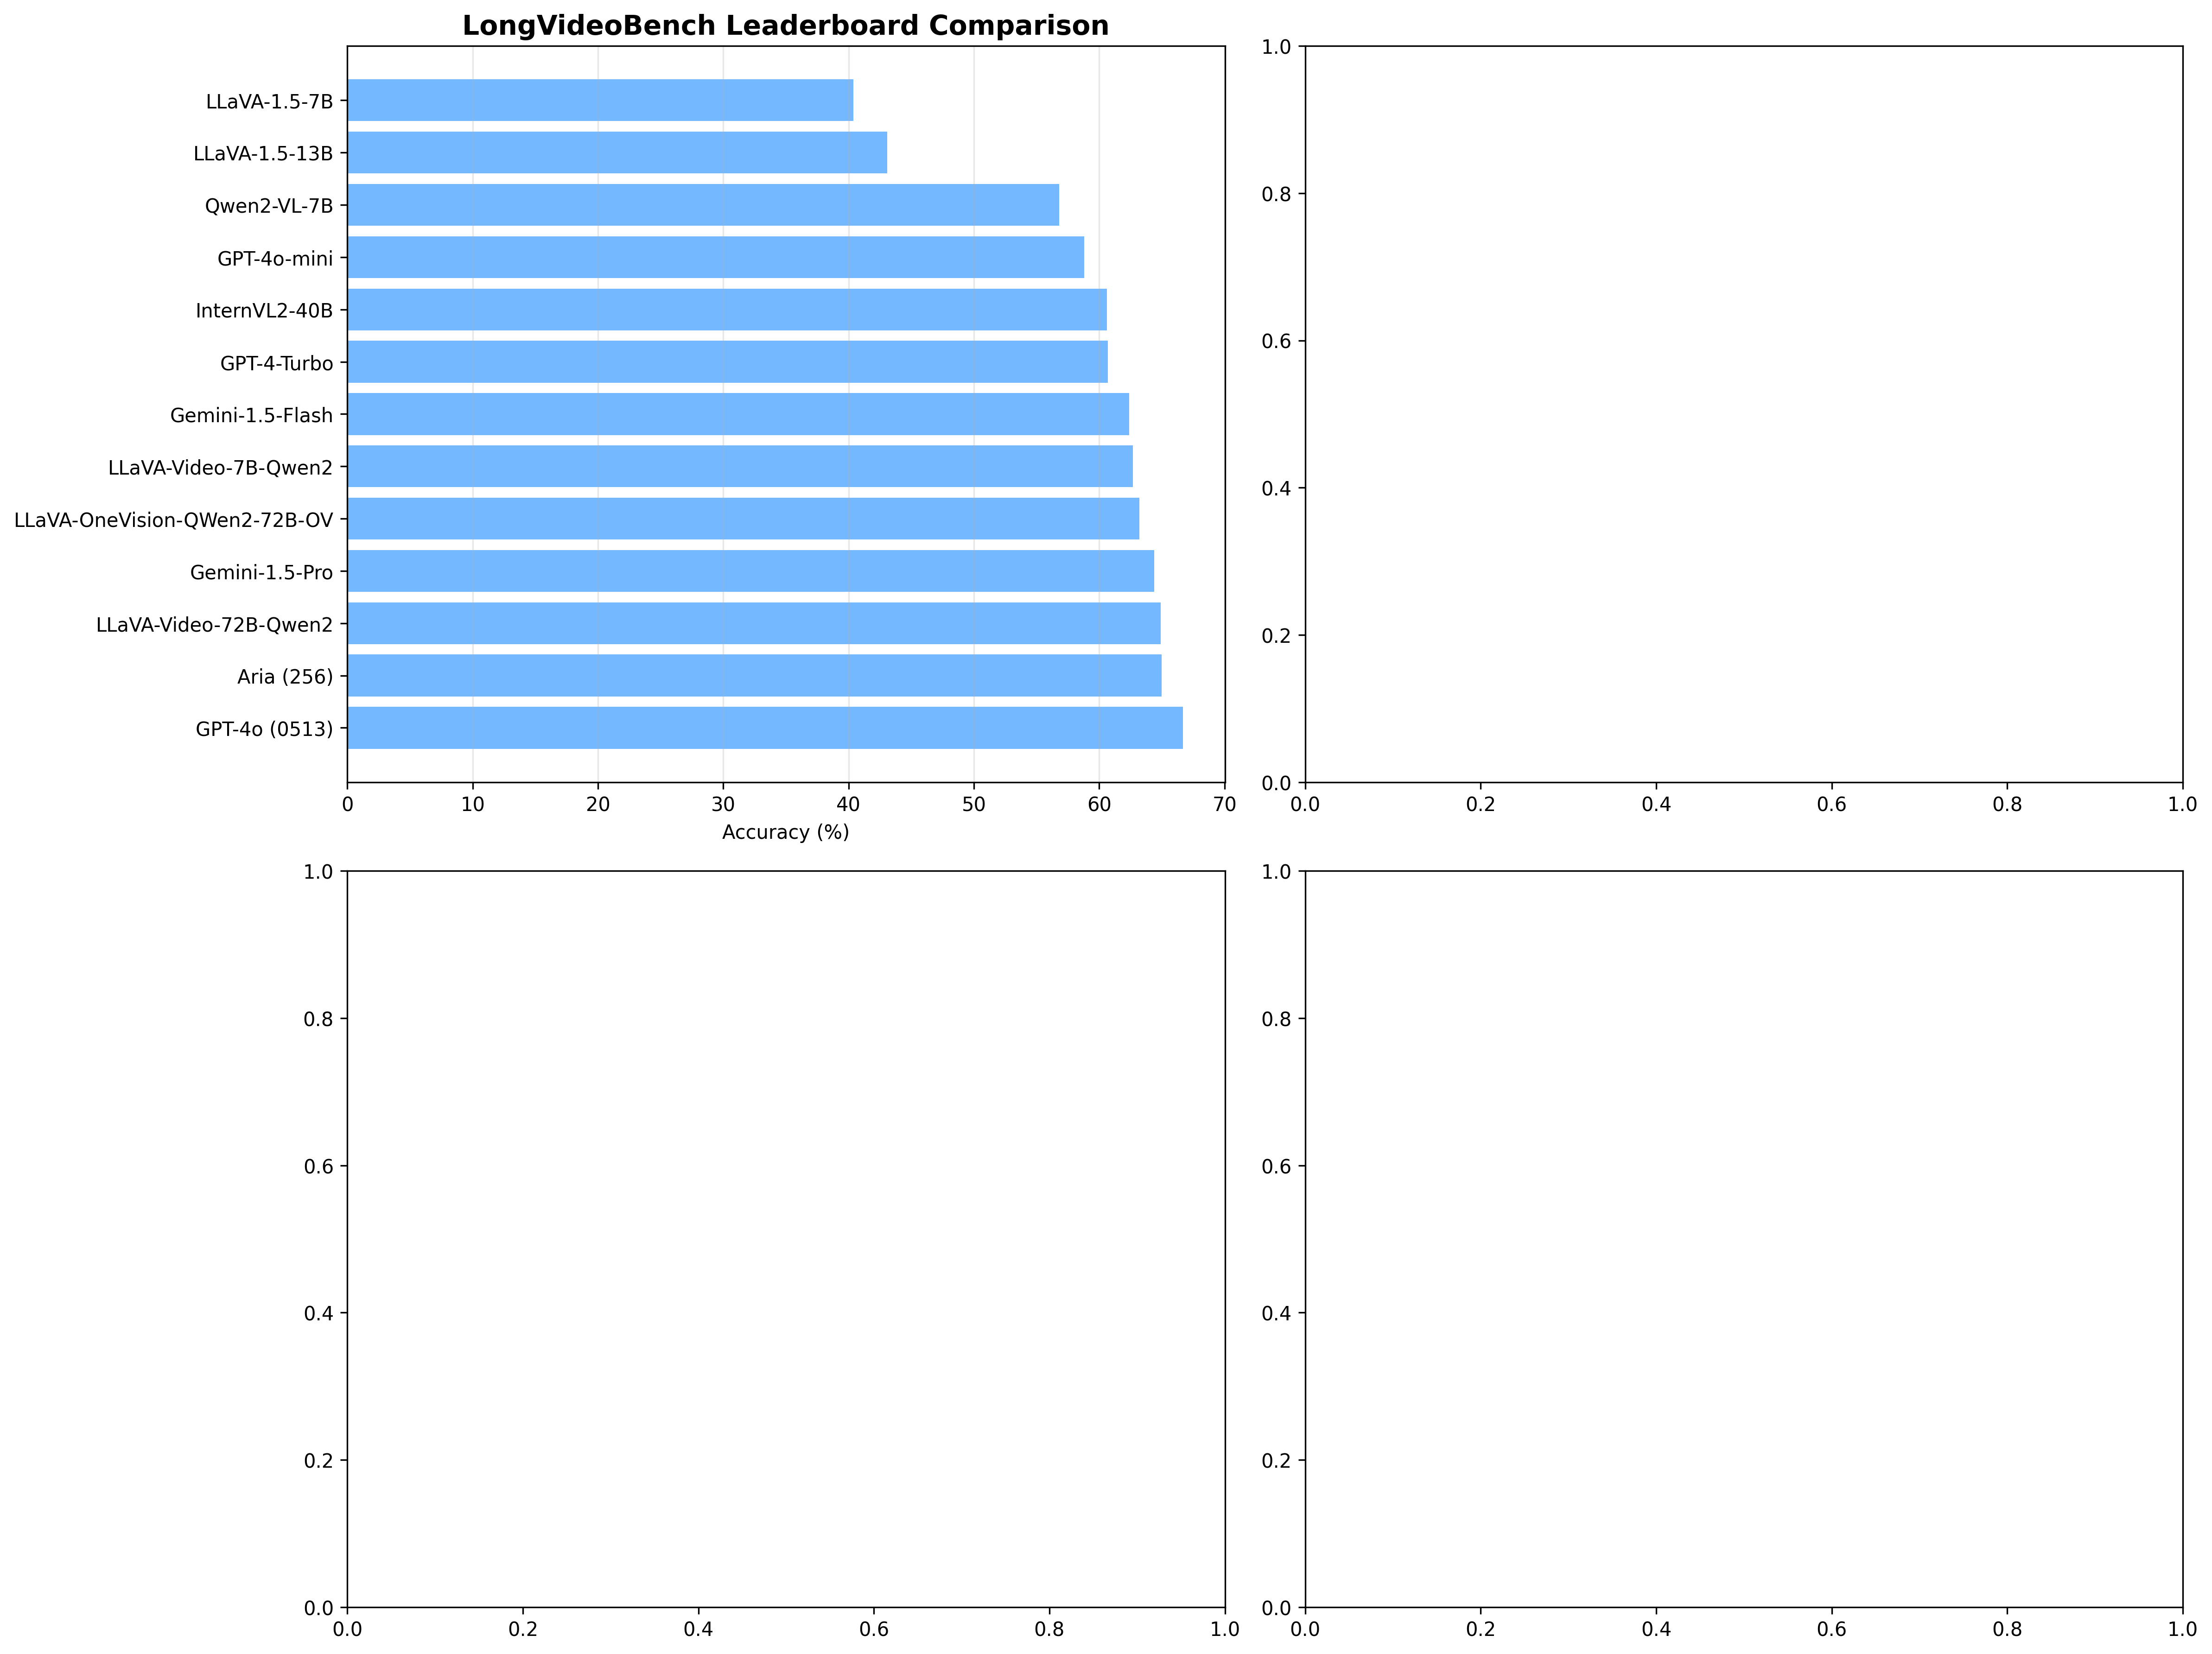 LongVideoBench Leaderboard Comparison
LLaVA-1.5-7B
LLaVA-1.5-13B
Qwen2-VL-7B
GPT-4o-mini
InternVL2-40B
GPT-4-Turbo
Gemini-1.5-Flash
LLaVA-Video-7B-Qwen2
LLaVA-OneVision-QWen2-72B-OV
Gemini-1.5-Pro
LLaVA-Video-72B-Qwen2
Aria (256)
GPT-4o (0513)
0 10 20 30 40 50 60 70
Accuracy (%)
1.0
0.8
0.6
0.4
0.2
0.0
0.0 0.2 0.4 0.6 0.8 1.0
1.0
0.8
0.6
0.4
0.2
0.0
0.0 0.2 0.4 0.6 0.8 1.0
1.0
0.8
0.6
0.4
0.2
0.0
0.0 0.2 0.4 0.6 0.8 1.0